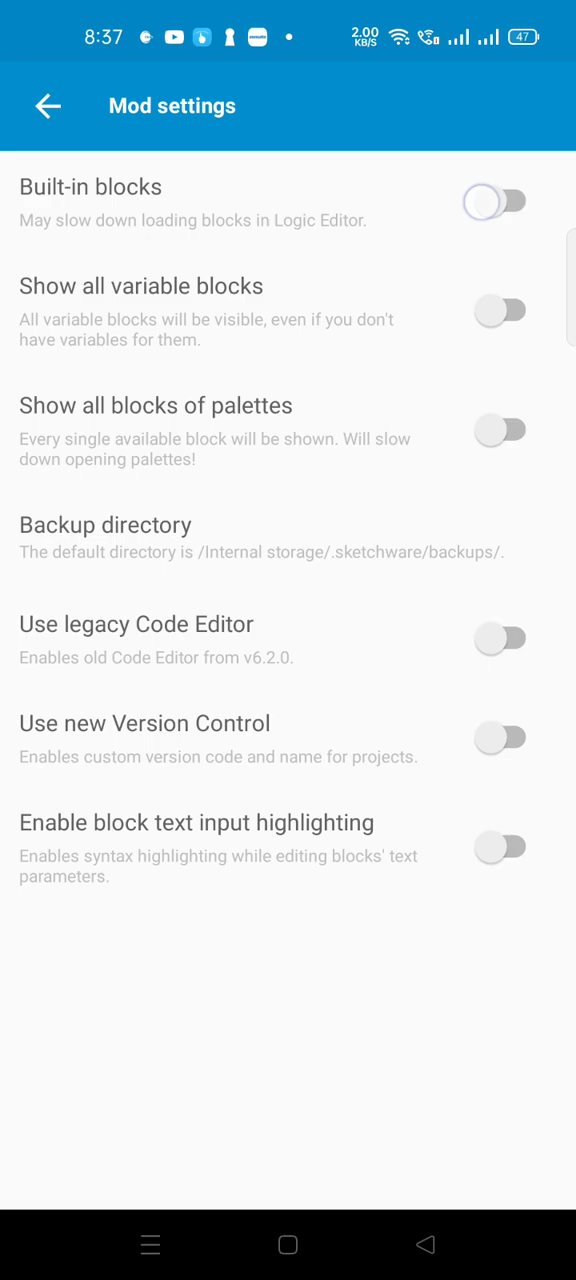 8:37
2.00
KB/S
47
Mod settings
Built-in blocks
May slow down loading blocks in Logic Editor.
Show all variable blocks
All variable blocks will be visible, even if you don't
have variables for them.
Show all blocks of palettes
Every single available block will be shown. Will slow
down opening palettes!
Backup directory
The default directory is /Internal storage/.sketchware/backups/.
Use legacy Code Editor
Enables old Code Editor from v6.2.0.
Use new Version Control
Enables custom version code and name for projects.
Enable block text input highlighting
Enables syntax highlighting while editing blocks' text
parameters.